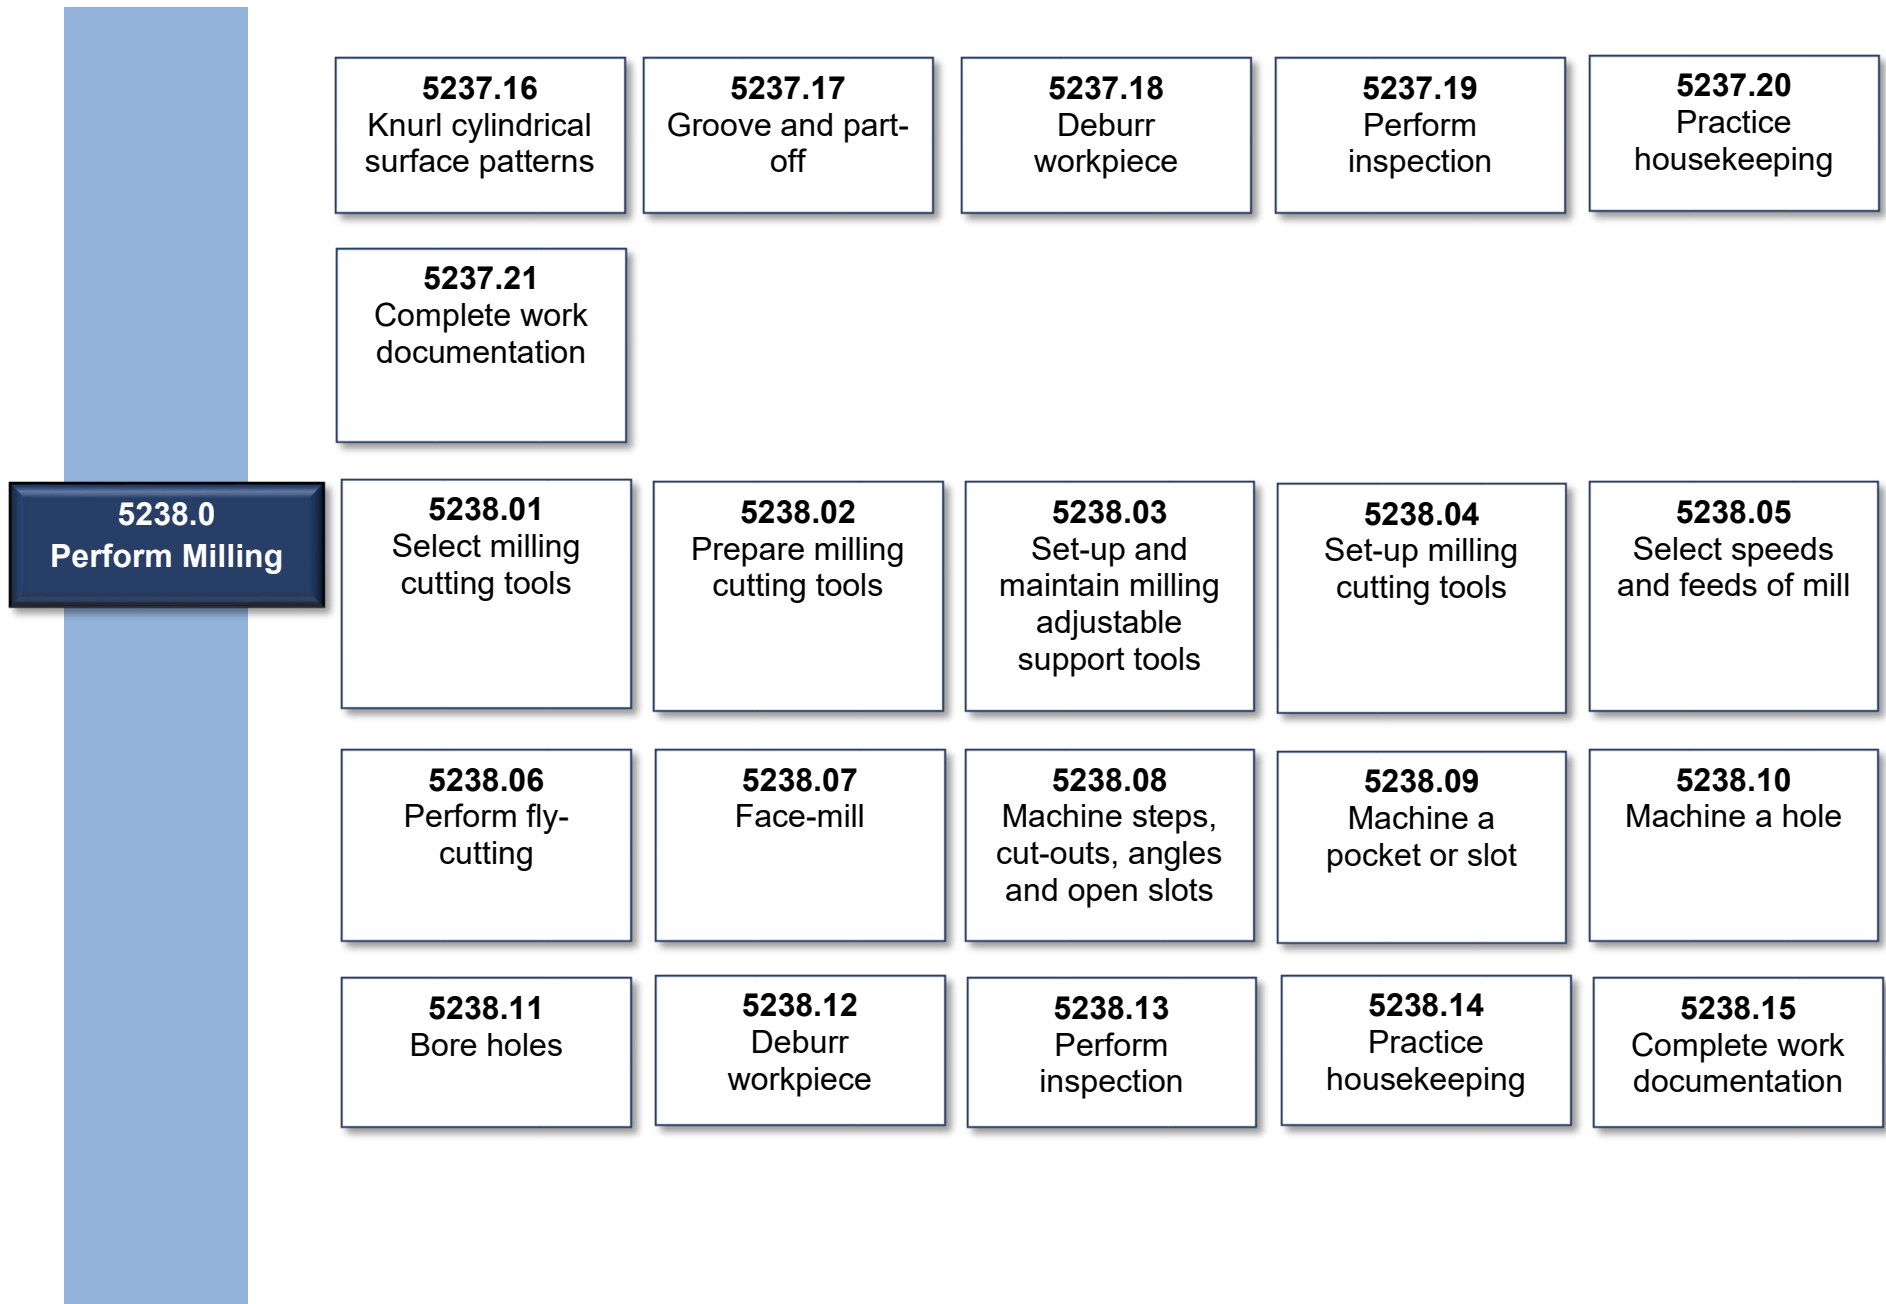 5237.16
Knurl cylindrical
surface patterns
5237.17
Groove and part-
off
5237.18
Deburr
workpiece
5237.19
Perform
inspection
5237.20
Practice
housekeeping
5237.21
Complete work
documentation
5238.0
Perform Milling
5238.01
Select milling
cutting tools
5238.02
Prepare milling
cutting tools
5238.03
Set-up and
maintain milling
adjustable
support tools
5238.04
Set-up milling
cutting tools
5238.05
Select speeds
and feeds of mill
5238.06
Perform fly-
cutting
5238.07
Face-mill
5238.08
Machine steps,
cut-outs, angles
and open slots
5238.09
Machine a
pocket or slot
5238.10
Machine a hole
5238.11
Bore holes
5238.12
Deburr
workpiece
5238.13
Perform
inspection
5238.14
Practice
housekeeping
5238.15
Complete work
documentation